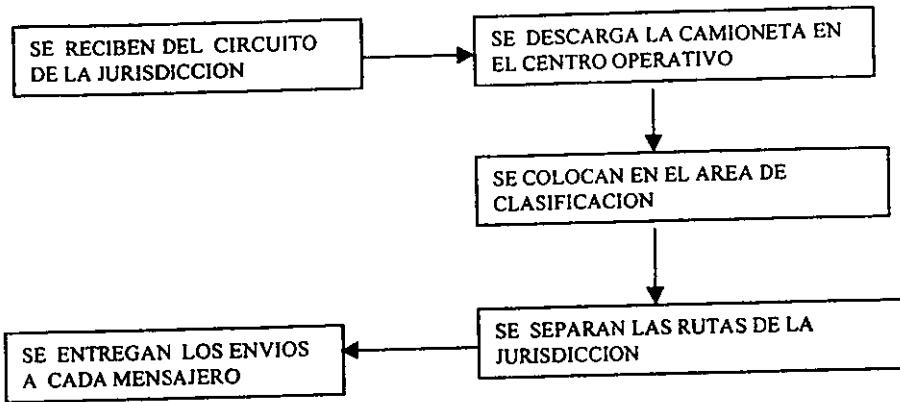 SE RECIBEN DEL CIRCUITO
DE LA JURISDICCION
SE DESCARGA LA CAMIONETA EN
EL CENTRO OPERATIVO
SE COLOCAN EN EL AREA DE
CLASIFICACION
SE SEPARAN LAS RUTAS DE LA
JURISDICCION
SE ENTREGAN LOS ENVIOS
A CADA MENSAJERO